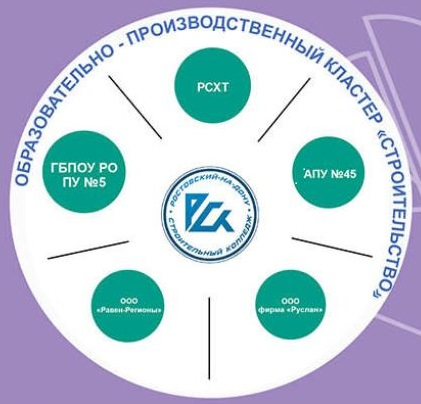 ОБРАЗОВАТЕЛЬНО - ПРОИЗВОДСТВЕННЫЙ КЛАСТЕР «СТРОИТЕЛЬСТВО»
РСХТ
ГБПОУ РО
ПУ №5
АПУ №45
РОСТОВСКИЙ-НА-ДОНУ
РСК
СТРОИТЕЛЬНЫЙ КОЛЛЕДЖ
ООО
«Равен-Регионы»
ООО
фирма «Руслан»